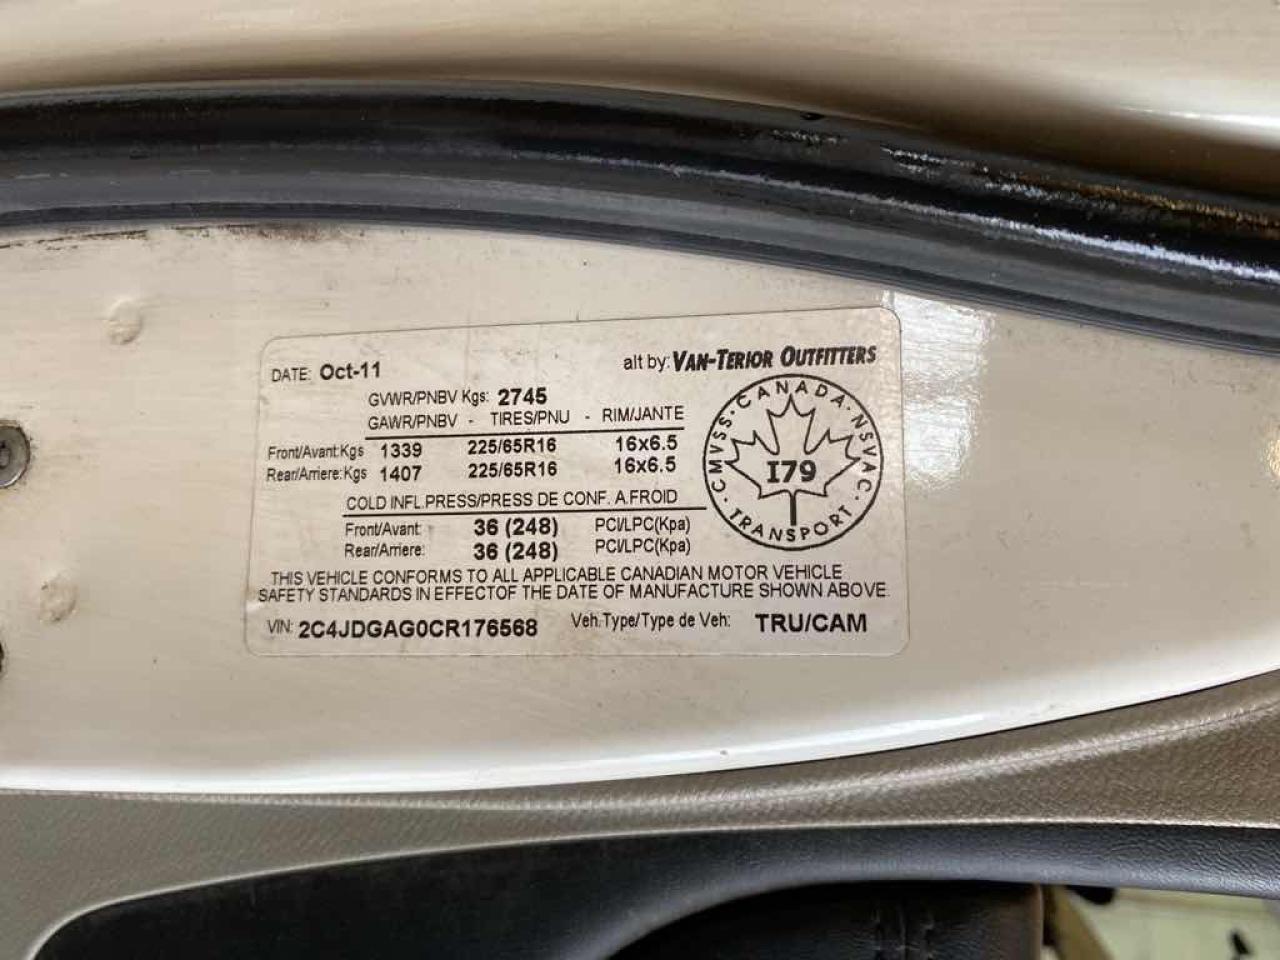 DATE: Oct-11
alt by: VAN-TERIOR OUTFITTERS
GVWR/PNBV Kgs: 2745
GAWR/PNBV - TIRES/PNU - RIM/JANTE
Front/Avant:Kgs 1339 225/65R16 16x6.5
Rear/Arriere:Kgs 1407 225/65R16 16x6.5
COLD INFL.PRESS/PRESS DE CONF. A.FROID
Front/Avant: 36 (248) PCI/LPC(Kpa)
Rear/Arriere: 36 (248) PCI/LPC(Kpa)
CMVSS · CANADA · NSVAC · TRANSPORT ·
I79
THIS VEHICLE CONFORMS TO ALL APPLICABLE CANADIAN MOTOR VEHICLE
SAFETY STANDARDS IN EFFECTOF THE DATE OF MANUFACTURE SHOWN ABOVE.
VIN: 2C4JDGAG0CR176568 Veh.Type/Type de Veh: TRU/CAM